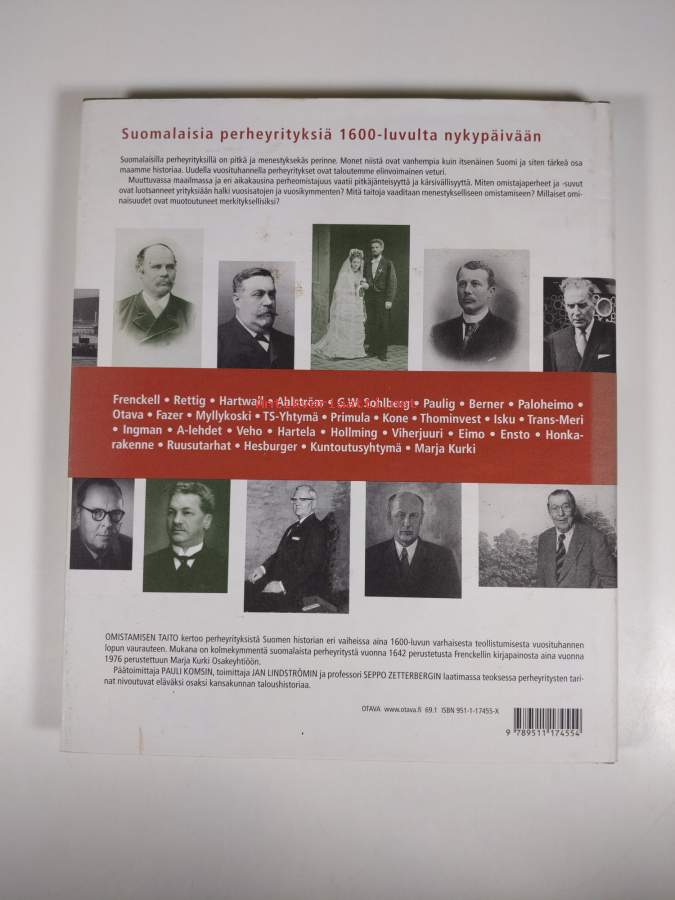 Suomalaisia perheyrityksiä 1600-luvulta nykypäivään
Suomalaisilla perheyrityksillä on pitkä ja menestyksekäs perinne. Monet niistä ovat vanhempia kuin itsenäinen Suomi ja siten tärkeä osa
maamme historiaa. Uudella vuosituhannella perheyritykset ovat taloutemme elinvoimainen veturi.
Muuttuvassa maailmassa ja eri aikakausina perheomistajuus vaatii pitkäjänteisyyttä ja kärsivällisyyttä. Miten omistajaperheet ja -suvut
ovat luotsanneet yrityksiään halki vuosisatojen ja vuosikymmenten? Mitä taitoja vaaditaan menestykselliseen omistamiseen? Millaiset omi-
naisuudet ovat muotoutuneet merkityksellisiksi?
Frenckell • Rettig • Hartwall • Ahlström • G.W. Sohlberg • Paulig • Berner • Paloheimo •
Otava • Fazer • Myllykoski • TS-Yhtymä • Primula • Kone • Thominvest • Isku • Trans-Meri
• Ingman • A-lehdet • Veho • Hartela • Hollming • Viherjuuri • Eimo • Ensto • Honka-
rakenne • Ruusutarhat • Hesburger • Kuntoutusyhtymä • Marja Kurki
OMISTAMISEN TAITO kertoo perheyrityksistä Suomen historian eri vaiheissa aina 1600-luvun varhaisesta teollistumisesta vuosituhannen
lopun vaurauteen. Mukana on kolmekymmentä suomalaista perheyritystä vuonna 1642 perustetusta Frenckellin kirjapainosta aina vuonna
1976 perustettuun Marja Kurki Osakeyhtiöön.
Päätoimittaja PAULI KOMSIN, toimittaja JAN LINDSTRÖMIN ja professori SEPPO ZETTERBERGIN laatimassa teoksessa perheyritysten tari-
nat nivoutuvat eläväksi osaksi kansakunnan taloushistoriaa.
OTAVA www.otava.fi 69.1 ISBN 951-1-17455-X
9 789511 174554